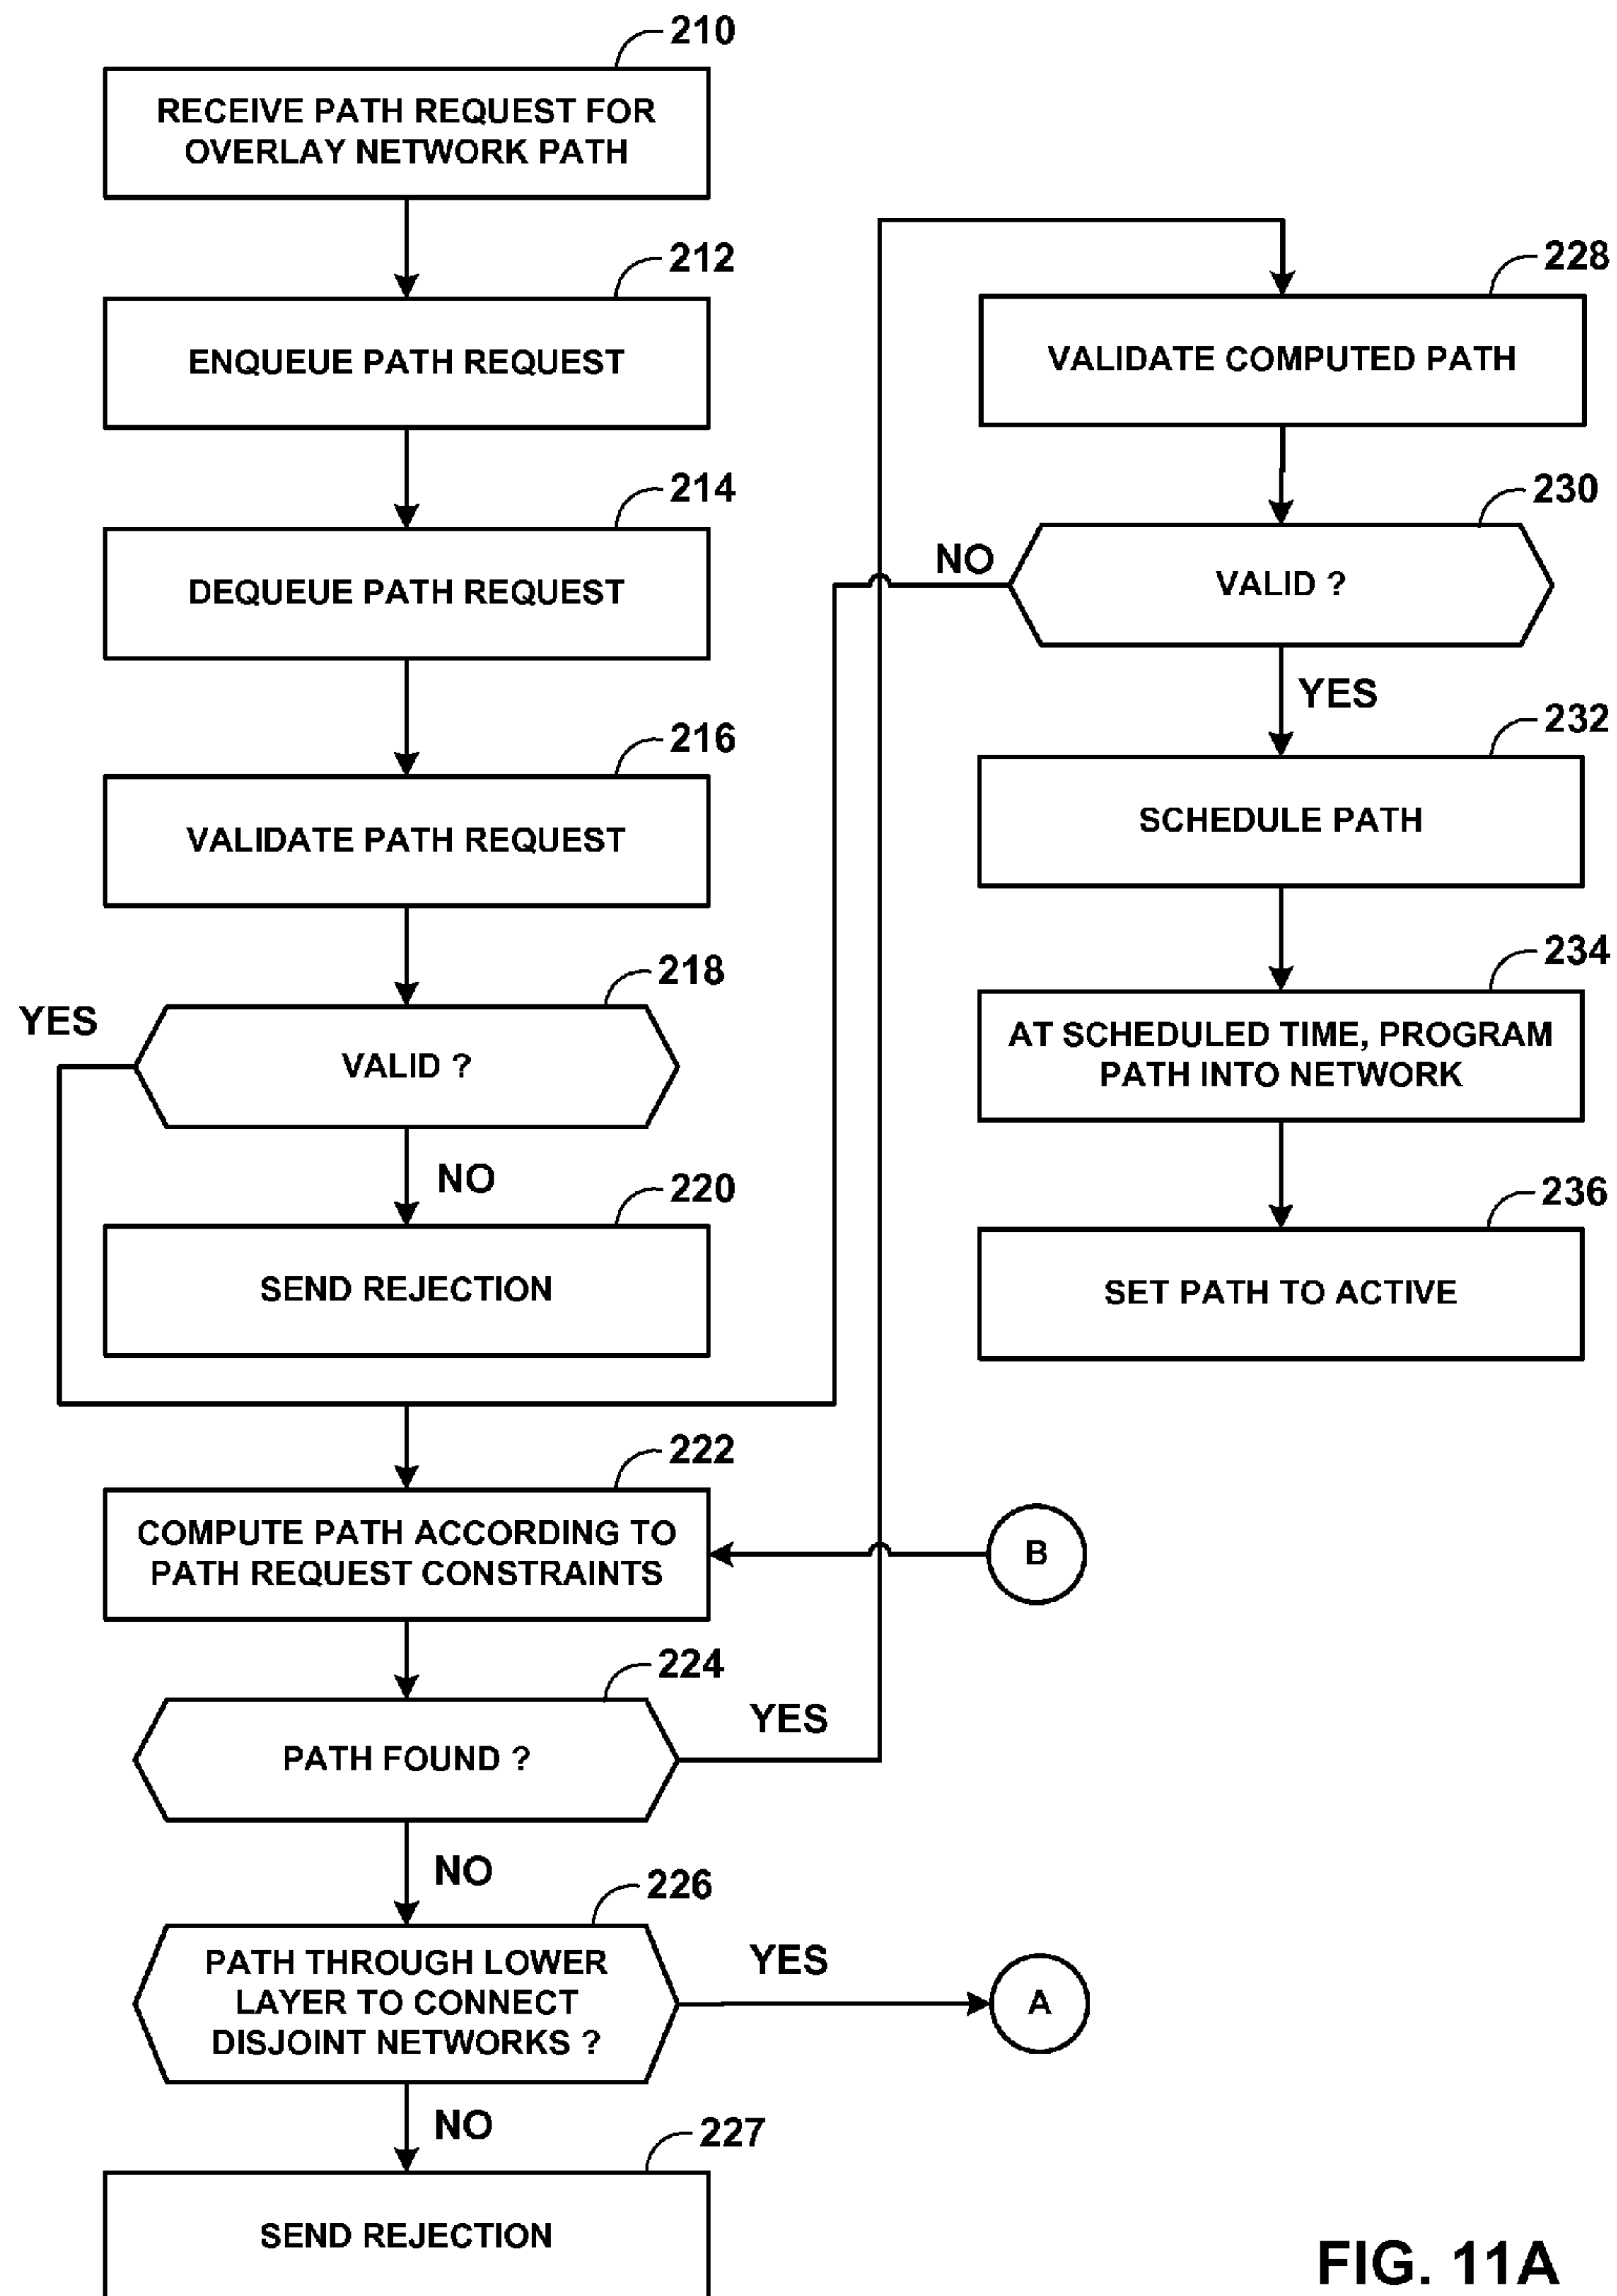 210
RECEIVE PATH REQUEST FOR
OVERLAY NETWORK PATH
212
ENQUEUE PATH REQUEST
214
DEQUEUE PATH REQUEST
216
VALIDATE PATH REQUEST
218
YES
VALID ?
NO
220
SEND REJECTION
222
COMPUTE PATH ACCORDING TO
PATH REQUEST CONSTRAINTS
B
224
PATH FOUND ?
YES
NO
226
PATH THROUGH LOWER
LAYER TO CONNECT
DISJOINT NETWORKS ?
YES
A
NO
227
SEND REJECTION
228
VALIDATE COMPUTED PATH
230
NO
VALID ?
YES
232
SCHEDULE PATH
234
AT SCHEDULED TIME, PROGRAM
PATH INTO NETWORK
236
SET PATH TO ACTIVE
FIG. 11A